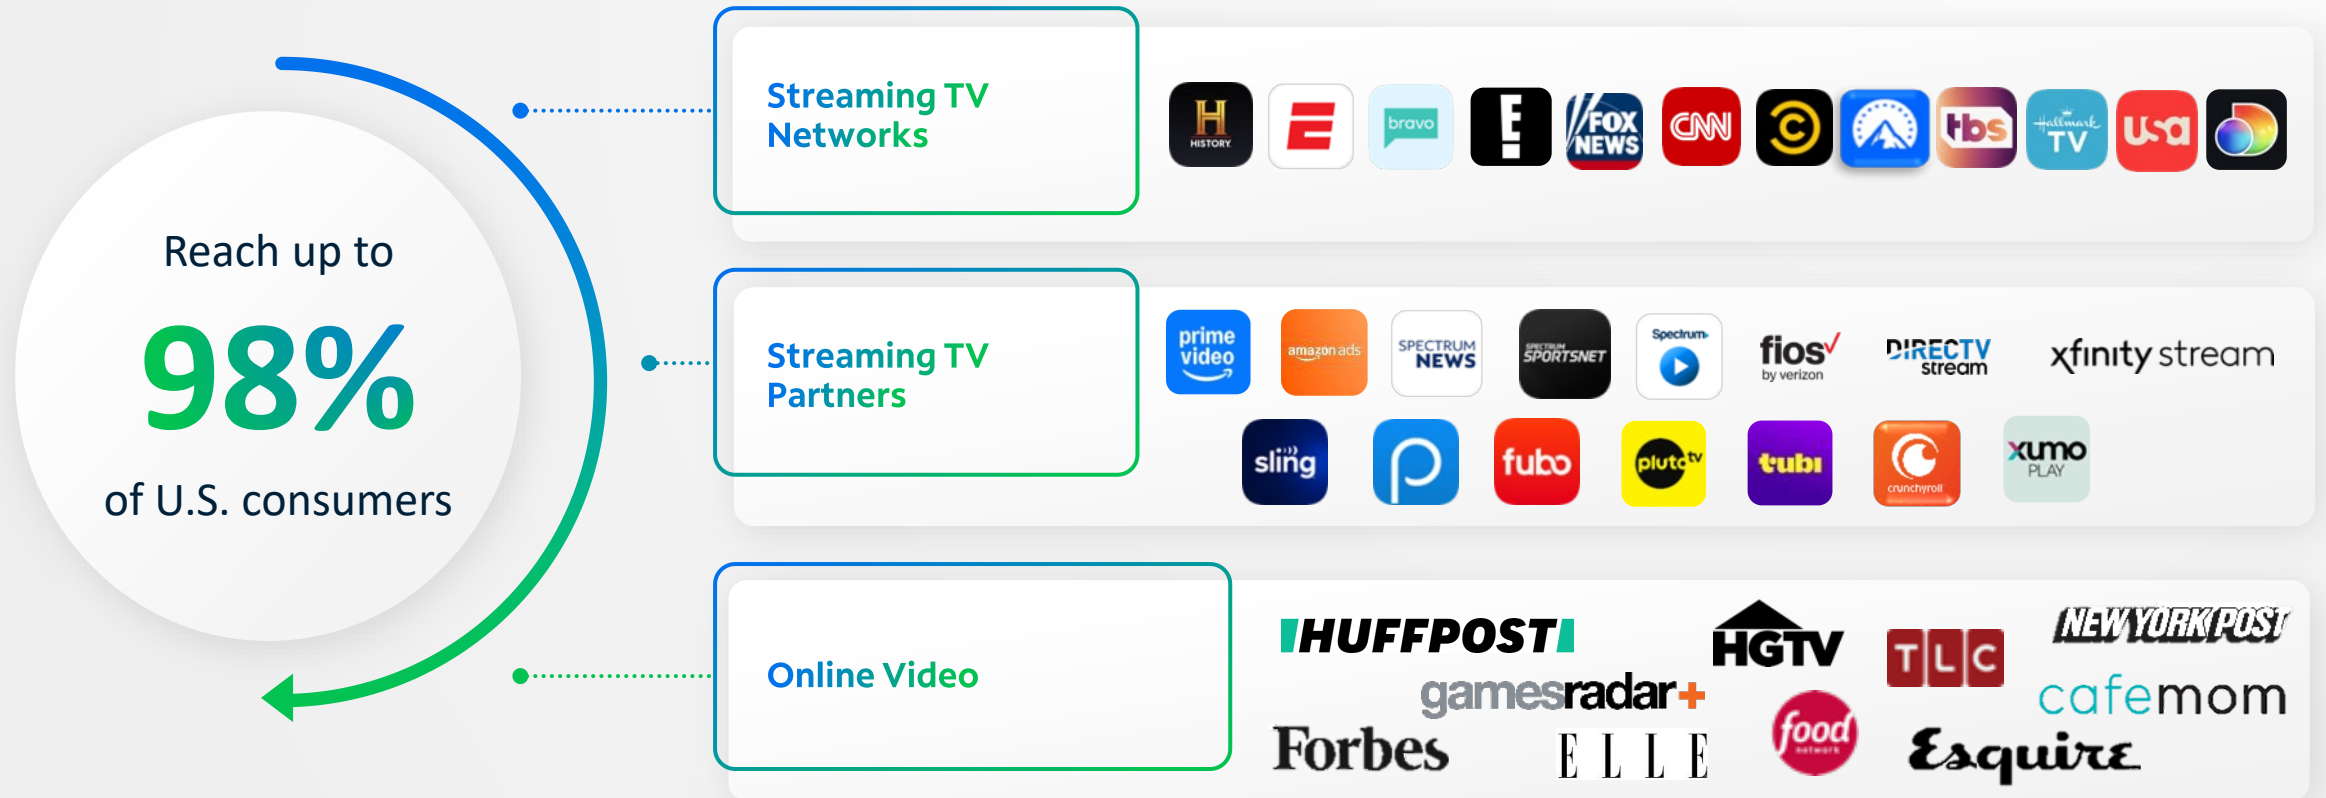 Reach up to
98%
of U.S. consumers
Streaming TV
Networks
H
HISTORY
E
bravo
E!
FOX
NEWS
CNN
C
tbs
Hallmark
TV
usa
Streaming TV
Partners
prime
video
amazon ads
SPECTRUM
NEWS
SPECTRUM
SPORTSNET
Spectrum
fios
by verizon
DIRECTV
stream
xfinity stream
sling
P
fubo
pluto tv
tubi
crunchyroll
xumo
PLAY
Online Video
HUFFPOST
HGTV
TLC
NEW YORK POST
gamesradar+
cafemom
Forbes
ELLE
food
network
Esquire